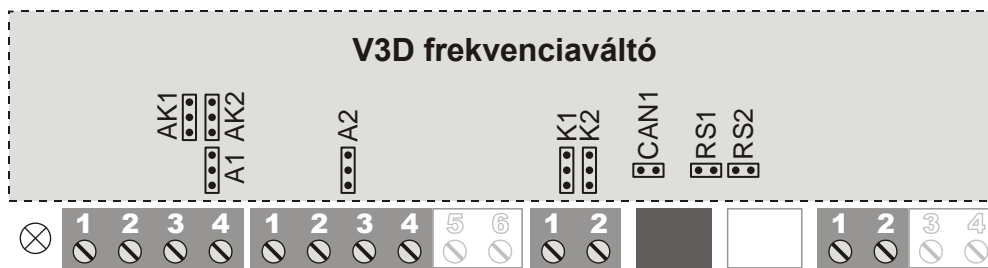 V3D frekvenciaváltó
AK1 AK2 A1 A2 K1 K2 CAN1 RS1 RS2
1 2 3 4 1 2 3 4 5 6 1 2 1 2 3 4